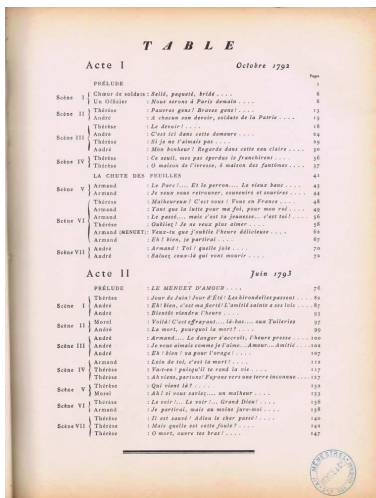 TABLE
Acte I Octobre 1792
Pages
PRÉLUDE 1
Scène I Chœur de soldats : Sellé, paqueté, bridé .... 6
Un Officier : Nous serons à Paris demain .... 8
Scène II Thérèse : Pauvres gens! Braves gens! .... 13
André : A chacun son devoir, soldats de la Patrie .. 15
Scène III Thérèse : Le devoir! .... 18
André : C'est ici dans cette demeure .... 24
Thérèse : Si je ne t'aimais pas .... 29
André : Mon bonheur! Regarde dans cette eau claire .... 30
Scène IV Thérèse : Ce seuil, mes pas éperdus le franchirent .... 36
Thérèse : O maison de l'ivresse, ô maison des fantômes .. 37
LA CHUTE DES FEUILLES 41
Scène V Armand : Le Parc!.... Et le perron.... Le vieux banc .... 43
Armand : Je veux vous retrouver, souvenirs et sourires .... 44
Scène VI Thérèse : Malheureux! C'est vous! Vous en France .... 48
Armand : Tant que la lutte pour ma foi, pour mon roi .. 49
Armand : Le passé.... mais c'est ta jeunesse... c'est toi! .. 56
Thérèse : Oubliez! Je ne veux plus aimer .... 58
Armand (MENUET) : Veux-tu que j'oublie l'heure délicieuse .. 62
Armand : Eh! bien, je partirai .... 67
Scène VII André : Armand! Toi! quelle joie .... 70
André : Saluez ceux-là qui vont mourir .... 72
Acte II Juin 1793
PRÉLUDE : LE MENUET D'AMOUR .... 76
Scène I Thérèse : Jour de Juin! Jour d'Été! Les hirondelles passent .. 82
André : Eh! bien, c'est ma fierté! L'amitié sainte a ses lois .. 87
André : Bientôt viendra l'heure .... 93
Scène II Morel : Voilà! C'est effrayant.... là-bas.... aux Tuileries 97
André : La mort, pourquoi la mort? .... 99
Scène III André : Armand.... Le danger s'accroît, l'heure presse .... 100
André : Je veux aimais comme je l'aime...Amour....Amitié .... 102
André : Eh! bien! va pour l'orage! .... 107
Scène IV Armand : Loin de toi, c'est la mort! .... 112
Thérèse : Va-t-en! puisqu'il te rend la vie .... 117
Thérèse : Ah viens, partons! Fuyons vers une terre inconnue .. 127
Scène V Thérèse : Qui vient là? .... 132
Morel : Ah! si vous saviez.... un malheur .... 133
Scène VI Thérèse : Le voir!... Le voir!... Grand Dieu! .... 136
Armand : Je partirai, mais au moins jure-moi .... 138
Scène VII Thérèse : Il est sauvé! Adieu le cher passé! .... 140
Thérèse : Mais quelle est cette foule? .... 142
Thérèse : O mort, ouvre tes bras! .... 147
MENESTREL